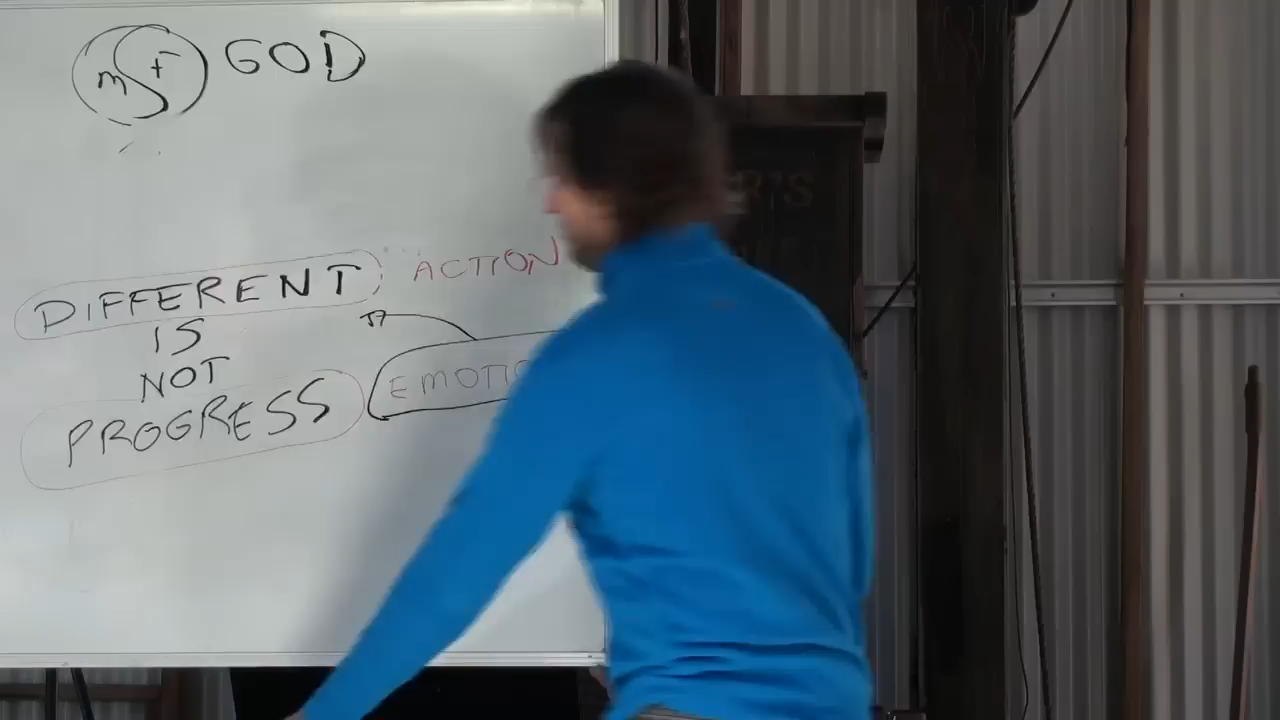 m F GOD
DIFFERENT ACTION
IS
NOT
PROGRESS